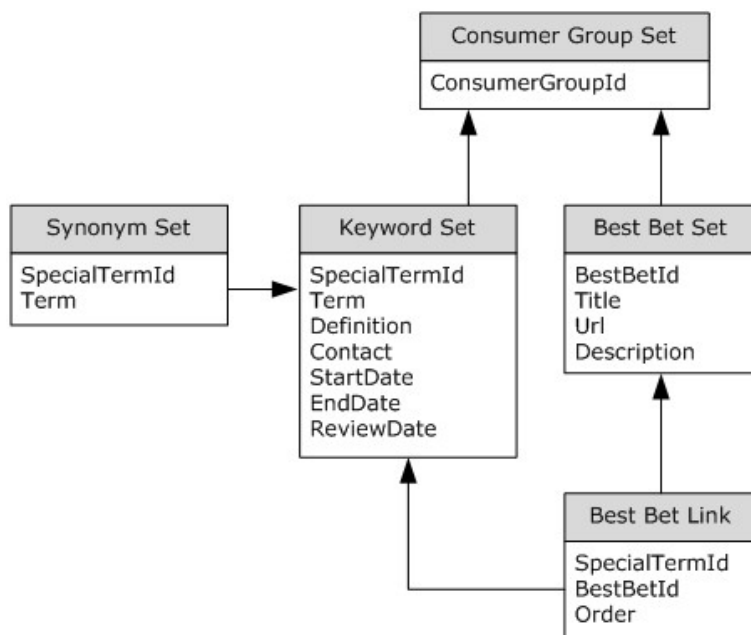 Consumer Group Set
ConsumerGroupId
Synonym Set
SpecialTermId
Term
Keyword Set
SpecialTermId
Term
Definition
Contact
StartDate
EndDate
ReviewDate
Best Bet Set
BestBetId
Title
Url
Description
Best Bet Link
SpecialTermId
BestBetId
Order